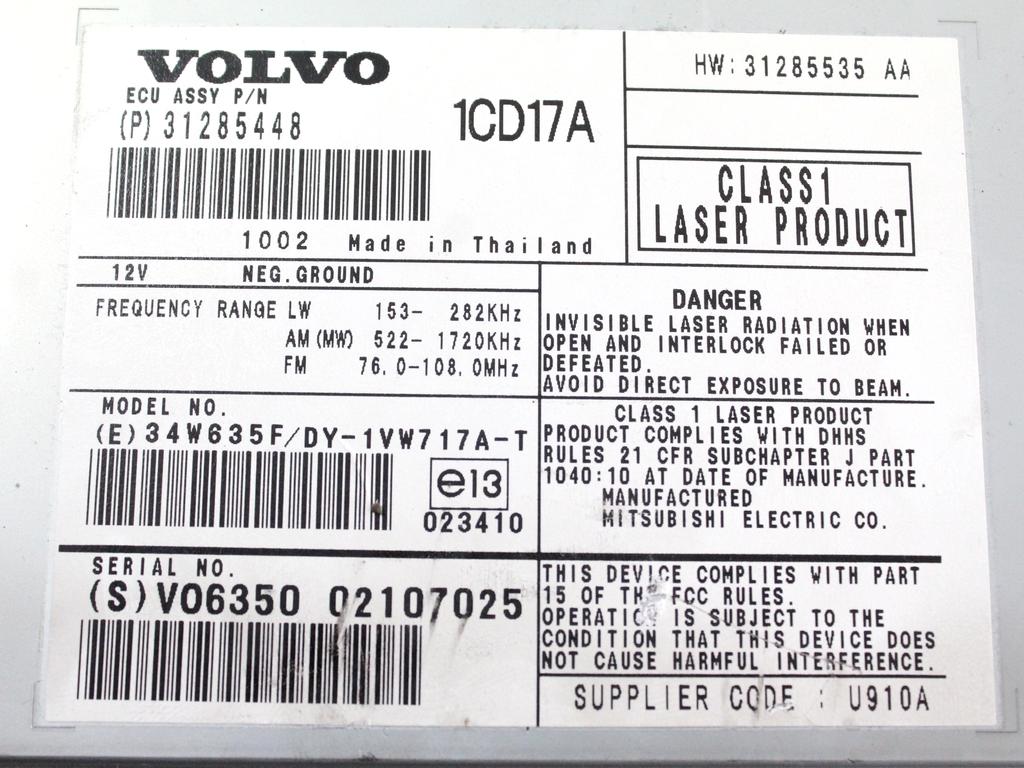 VOLVO
ECU ASSY P/N
(P) 31285448
1CD17A
1002 Made in Thailand
HW: 31285535 AA
CLASS1
LASER PRODUCT
12V NEG.GROUND
FREQUENCY RANGE LW 153- 282KHz
AM (MW) 522- 1720KHz
FM 76.0-108.0MHz
DANGER
INVISIBLE LASER RADIATION WHEN
OPEN AND INTERLOCK FAILED OR
DEFEATED.
AVOID DIRECT EXPOSURE TO BEAM.
MODEL NO.
(E) 34W635F/DY-1VW717A-T
e13
023410
CLASS 1 LASER PRODUCT
PRODUCT COMPLIES WITH DHHS
RULES 21 CFR SUBCHAPTER J PART
1040:10 AT DATE OF MANUFACTURE.
MANUFACTURED
MITSUBISHI ELECTRIC CO.
SERIAL NO.
(S) V06350 02107025
THIS DEVICE COMPLIES WITH PART
15 OF THE FCC RULES.
OPERATION IS SUBJECT TO THE
CONDITION THAT THIS DEVICE DOES
NOT CAUSE HARMFUL INTERFERENCE.
SUPPLIER CODE : U910A